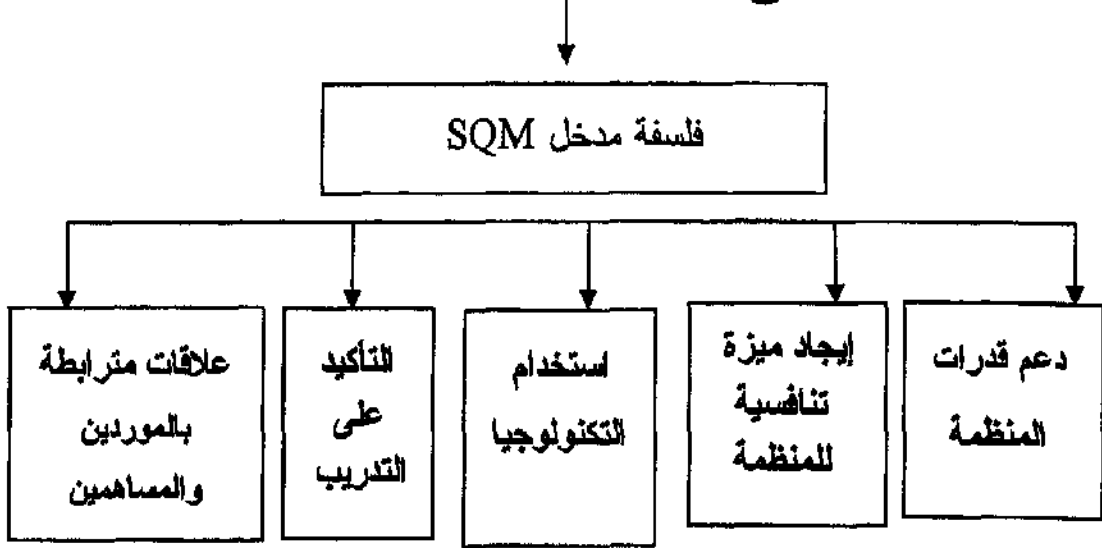 فلسفة مدخل SQM
دعم قدرات
المنظمة
إيجاد ميزة
تنافسية
للمنظمة
استخدام
التكنولوجيا
التأكيد
على
التدريب
علاقات مترابطة
بالموردين
والمساهمين